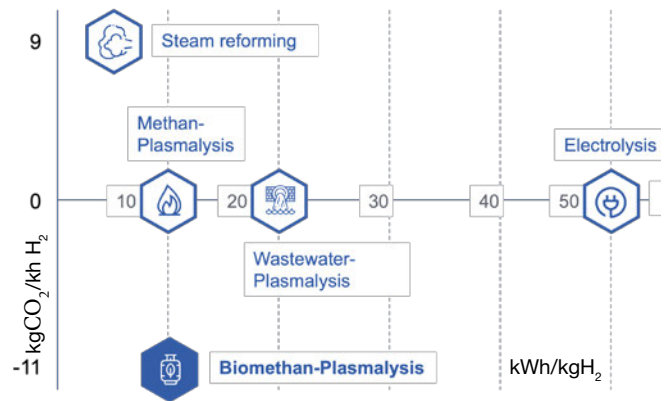 9
Steam reforming
Methan-
Plasmalysis
Electrolysis
0
10
20
30
40
50
Wastewater-
Plasmalysis
kgCO₂/kh H₂
-11
Biomethan-Plasmalysis
kWh/kgH₂